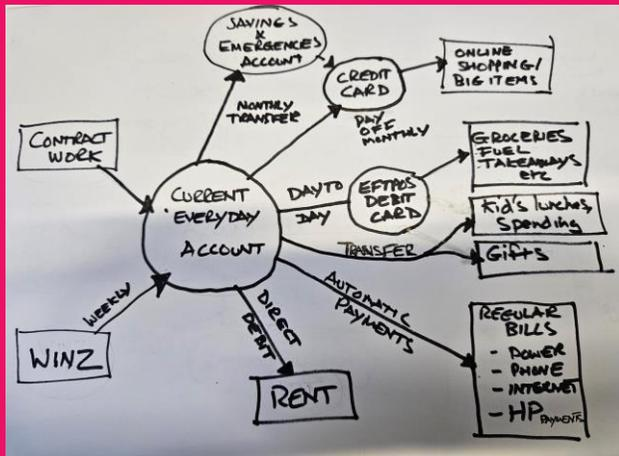 SAVINGS
&
EMERGENCES
ACCOUNT
CREDIT
CARD
ONLINE
SHOPPING/
BIG ITEMS
MONTHLY
TRANSFER
PAY
OFF
MONTHLY
CONTRACT
WORK
GROCERIES
FUEL
TAKEAWAYS
etc
CURRENT
EVERYDAY
ACCOUNT
DAY TO
DAY
EFTPOS
DEBIT
CARD
Kid's lunches,
Spending
TRANSFER
Gifts
WEEKLY
WINZ
DIRECT
DEBIT
RENT
AUTOMATIC
PAYMENTS
REGULAR
BILLS
- POWER
- PHONE
- INTERNET
- HP PAYMENTS